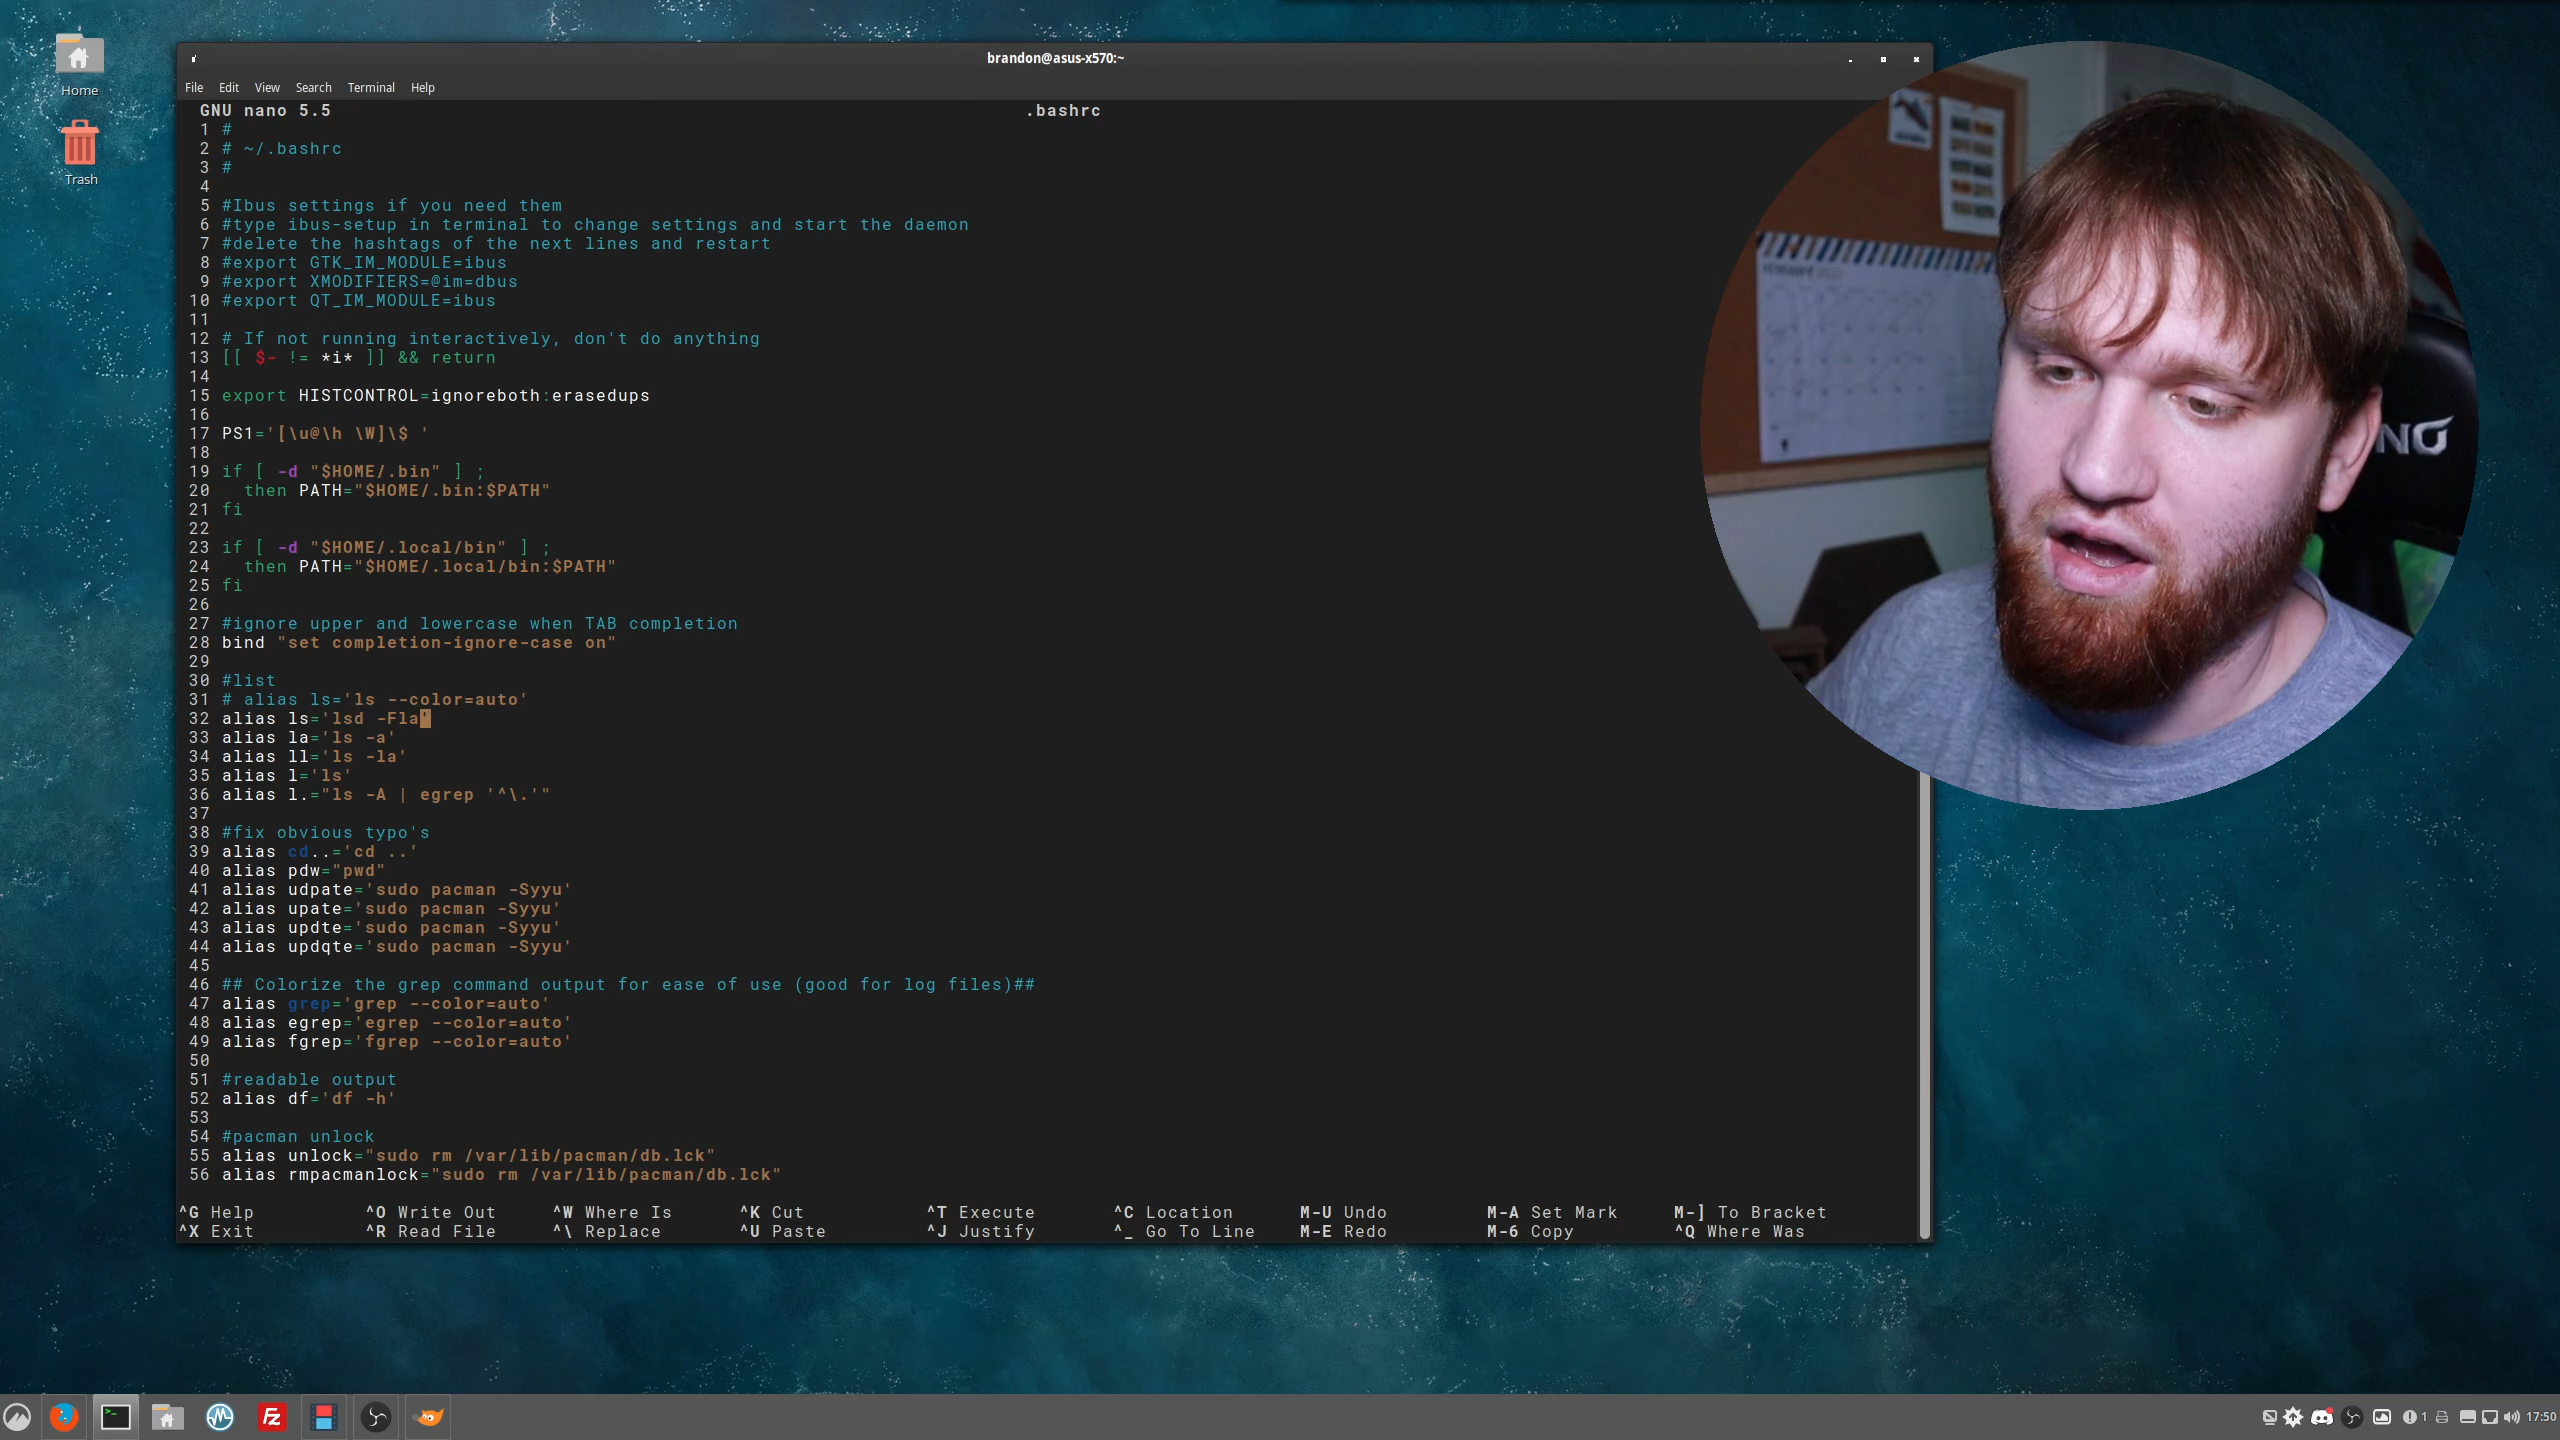 Home
Trash
brandon@asus-x570:~
File Edit View Search Terminal Help
GNU nano 5.5 .bashrc
1 #
2 # ~/.bashrc
3 #
4
5 #Ibus settings if you need them
6 #type ibus-setup in terminal to change settings and start the daemon
7 #delete the hashtags of the next lines and restart
8 #export GTK_IM_MODULE=ibus
9 #export XMODIFIERS=@im=dbus
10 #export QT_IM_MODULE=ibus
11
12 # If not running interactively, don't do anything
13 [[ $- != *i* ]] && return
14
15 export HISTCONTROL=ignoreboth:erasedups
16
17 PS1='[\u@\h \W]\$ '
18
19 if [ -d "$HOME/.bin" ] ;
20   then PATH="$HOME/.bin:$PATH"
21 fi
22
23 if [ -d "$HOME/.local/bin" ] ;
24   then PATH="$HOME/.local/bin:$PATH"
25 fi
26
27 #ignore upper and lowercase when TAB completion
28 bind "set completion-ignore-case on"
29
30 #list
31 # alias ls='ls --color=auto'
32 alias ls='lsd -Fla'
33 alias la='ls -a'
34 alias ll='ls -la'
35 alias l='ls'
36 alias l.="ls -A | egrep '^\.'"
37
38 #fix obvious typo's
39 alias cd..='cd ..'
40 alias pdw="pwd"
41 alias udpate='sudo pacman -Syyu'
42 alias upate='sudo pacman -Syyu'
43 alias updte='sudo pacman -Syyu'
44 alias updqte='sudo pacman -Syyu'
45
46 ## Colorize the grep command output for ease of use (good for log files)##
47 alias grep='grep --color=auto'
48 alias egrep='egrep --color=auto'
49 alias fgrep='fgrep --color=auto'
50
51 #readable output
52 alias df='df -h'
53
54 #pacman unlock
55 alias unlock="sudo rm /var/lib/pacman/db.lck"
56 alias rmpacmanlock="sudo rm /var/lib/pacman/db.lck"
^G Help ^O Write Out ^W Where Is ^K Cut ^T Execute ^C Location M-U Undo M-A Set Mark M-] To Bracket
^X Exit ^R Read File ^\ Replace ^U Paste ^J Justify ^_ Go To Line M-E Redo M-6 Copy ^Q Where Was
Fz
1 17:50